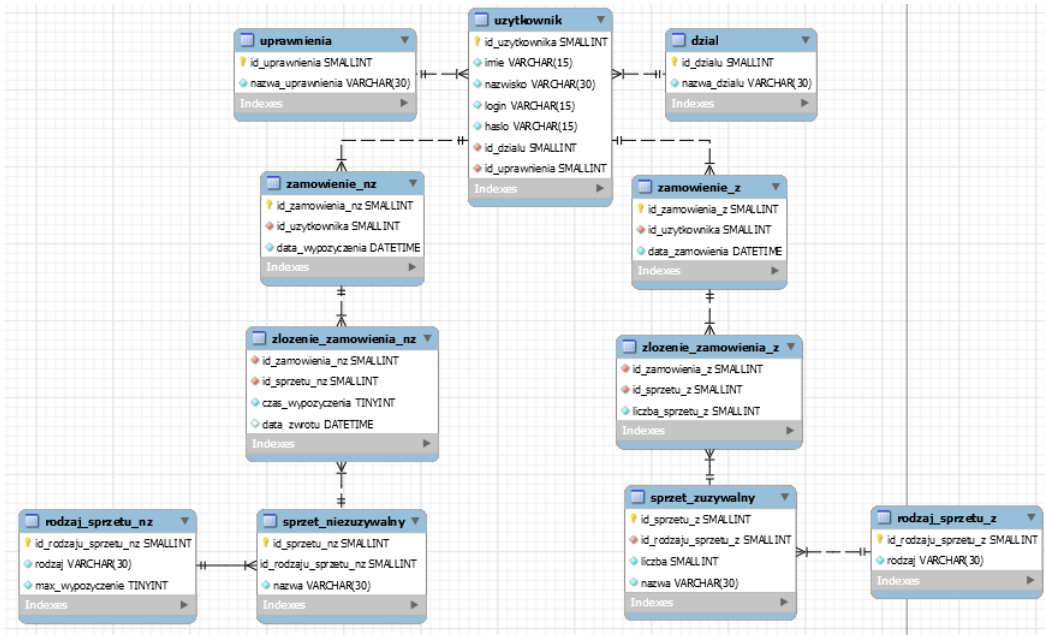 uprawnienia
id_uprawnienia SMALLINT
nazwa_uprawnienia VARCHAR(30)
Indexes
uzytkownik
id_uzytkownika SMALLINT
imie VARCHAR(15)
nazwisko VARCHAR(30)
login VARCHAR(15)
haslo VARCHAR(15)
id_dzialu SMALLINT
id_uprawnienia SMALLINT
Indexes
dzial
id_dzialu SMALLINT
nazwa_dzialu VARCHAR(30)
Indexes
zamowienie_nz
id_zamowienia_nz SMALLINT
id_uzytkownika SMALLINT
data_wypozyczenia DATETIME
Indexes
zamowienie_z
id_zamowienia_z SMALLINT
id_uzytkownika SMALLINT
data_zamowienia DATETIME
Indexes
zlozenie_zamowienia_nz
id_zamowienia_nz SMALLINT
id_sprzetu_nz SMALLINT
czas_wypozyczenia TINYINT
data_zwrotu DATETIME
Indexes
zlozenie_zamowienia_z
id_zamowienia_z SMALLINT
id_sprzetu_z SMALLINT
liczba_sprzetu_z SMALLINT
Indexes
rodzaj_sprzetu_nz
id_rodzaju_sprzetu_nz SMALLINT
rodzaj VARCHAR(30)
max_wypozyczenie TINYINT
Indexes
sprzet_niezuzywalny
id_sprzetu_nz SMALLINT
id_rodzaju_sprzetu_nz SMALLINT
nazwa VARCHAR(30)
Indexes
sprzet_zuzywalny
id_sprzetu_z SMALLINT
id_rodzaju_sprzetu_z SMALLINT
liczba SMALLINT
nazwa VARCHAR(30)
Indexes
rodzaj_sprzetu_z
id_rodzaju_sprzetu_z SMALLINT
rodzaj VARCHAR(30)
Indexes